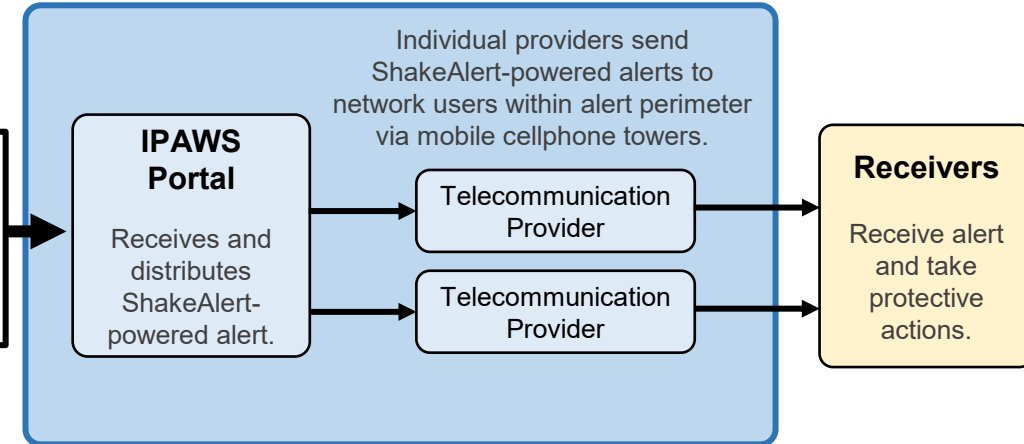 Individual providers send
ShakeAlert-powered alerts to
network users within alert perimeter
via mobile cellphone towers.
IPAWS
Portal
Receives and
distributes
ShakeAlert-
powered alert.
Telecommunication
Provider
Telecommunication
Provider
Receivers
Receive alert
and take
protective
actions.